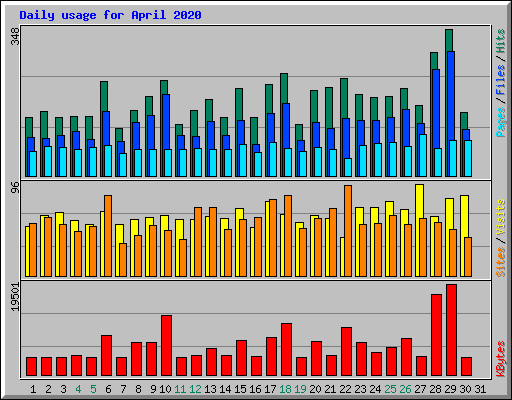 Daily usage for April 2020
348
Pages / Files / Hits
96
Sites / Visits
19501
KBytes
1 2 3 4 5 6 7 8 9 10 11 12 13 14 15 16 17 18 19 20 21 22 23 24 25 26 27 28 29 30 31